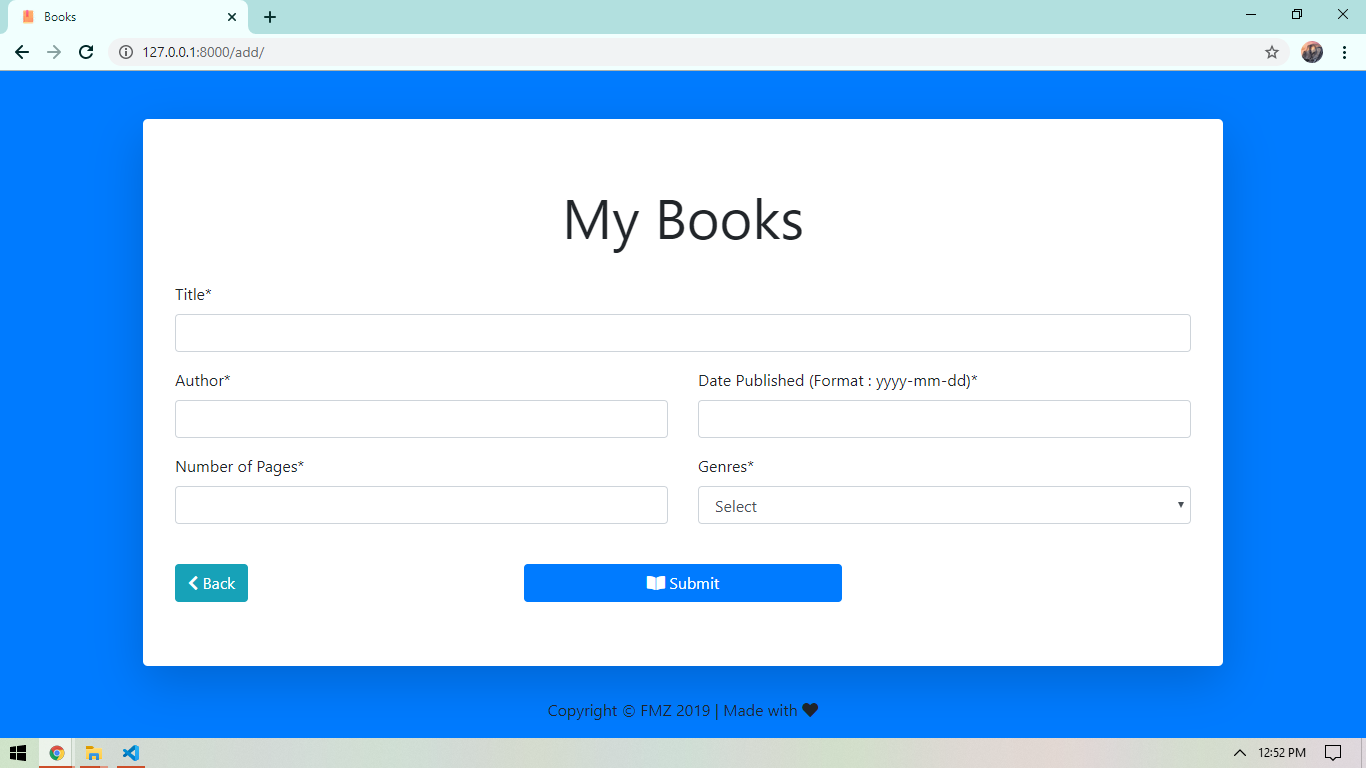 Books
127.0.0.1:8000/add/
My Books
Title*
Author*
Date Published (Format : yyyy-mm-dd)*
Number of Pages*
Genres*
Select
Back
Submit
Copyright © FMZ 2019 | Made with
12:52 PM